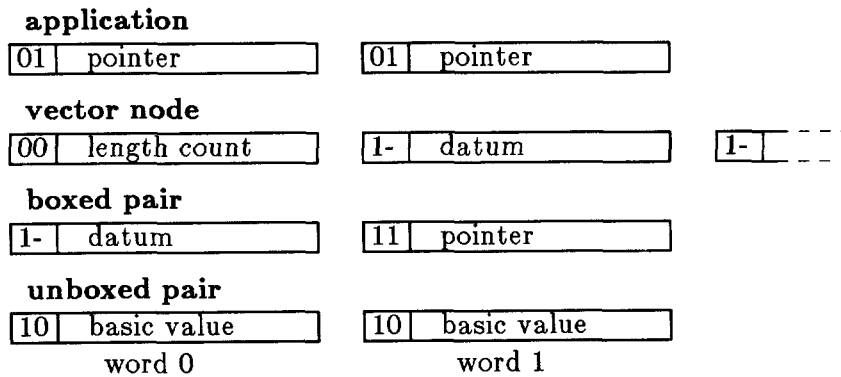 application
01 pointer 01 pointer
vector node
00 length count 1- datum 1-
boxed pair
1- datum 11 pointer
unboxed pair
10 basic value 10 basic value
word 0 word 1